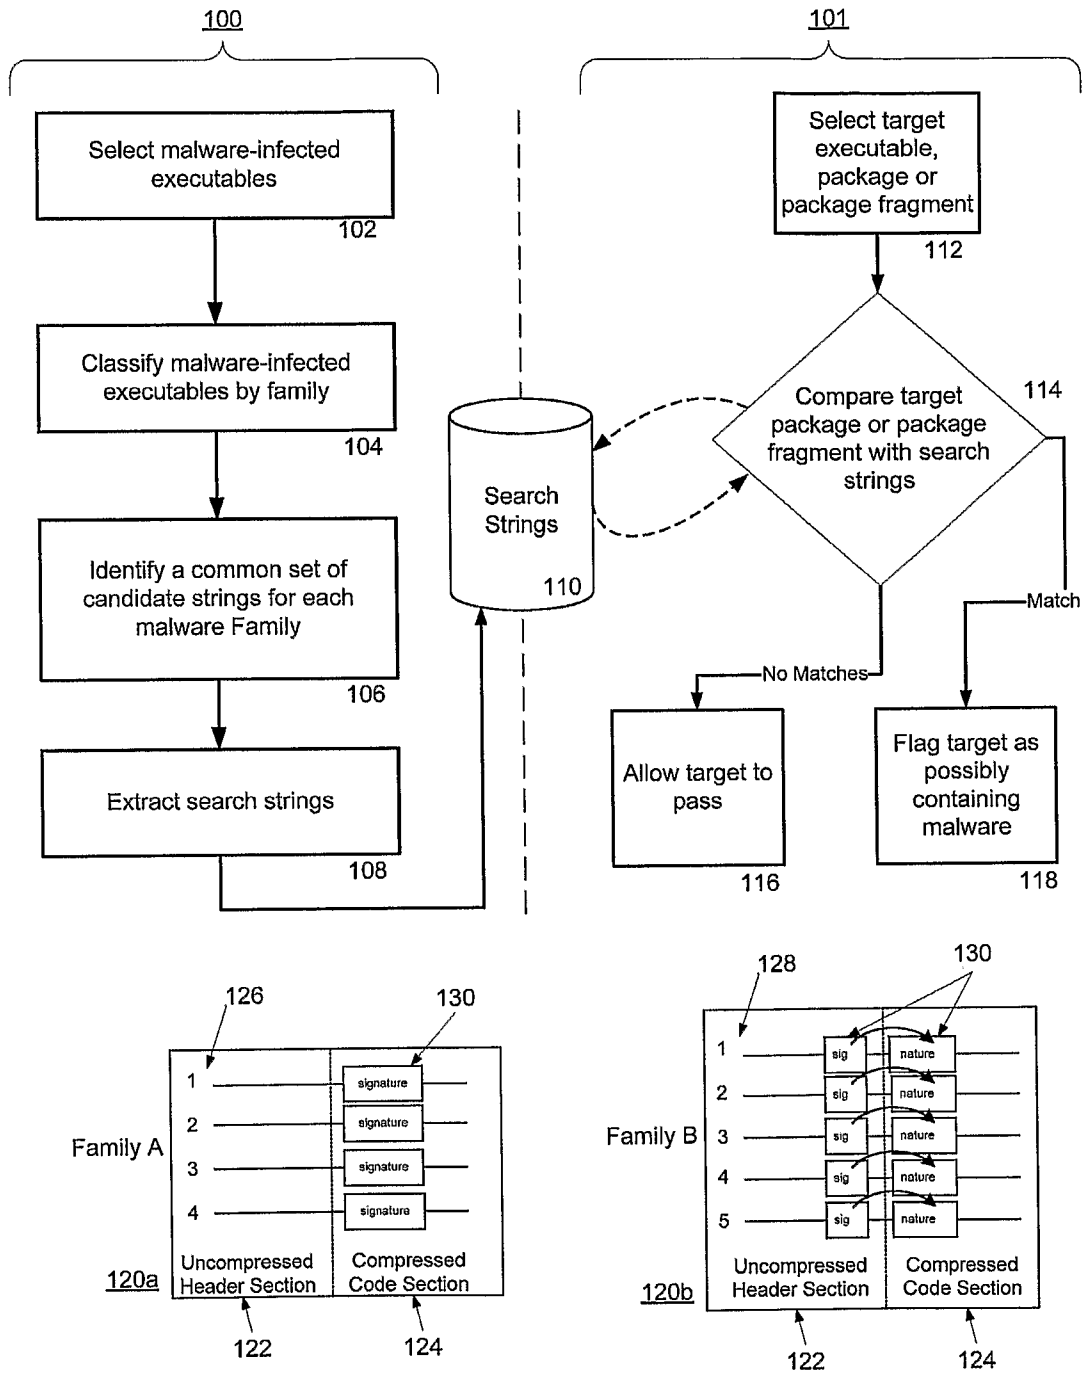 100
Select malware-infected
executables
102
Classify malware-infected
executables by family
104
Identify a common set of
candidate strings for each
malware Family
106
Extract search strings
108
Search
Strings
110
101
Select target
executable,
package or
package fragment
112
Compare target
package or package
fragment with search
strings
114
Match
No Matches
Allow target to
pass
116
Flag target as
possibly
containing
malware
118
126
130
Family A
1
signature
2
signature
3
signature
4
signature
Uncompressed
Header Section
Compressed
Code Section
120a
122
124
128
130
Family B
1
sig
nature
2
sig
nature
3
sig
nature
4
sig
nature
5
sig
nature
Uncompressed
Header Section
Compressed
Code Section
120b
122
124